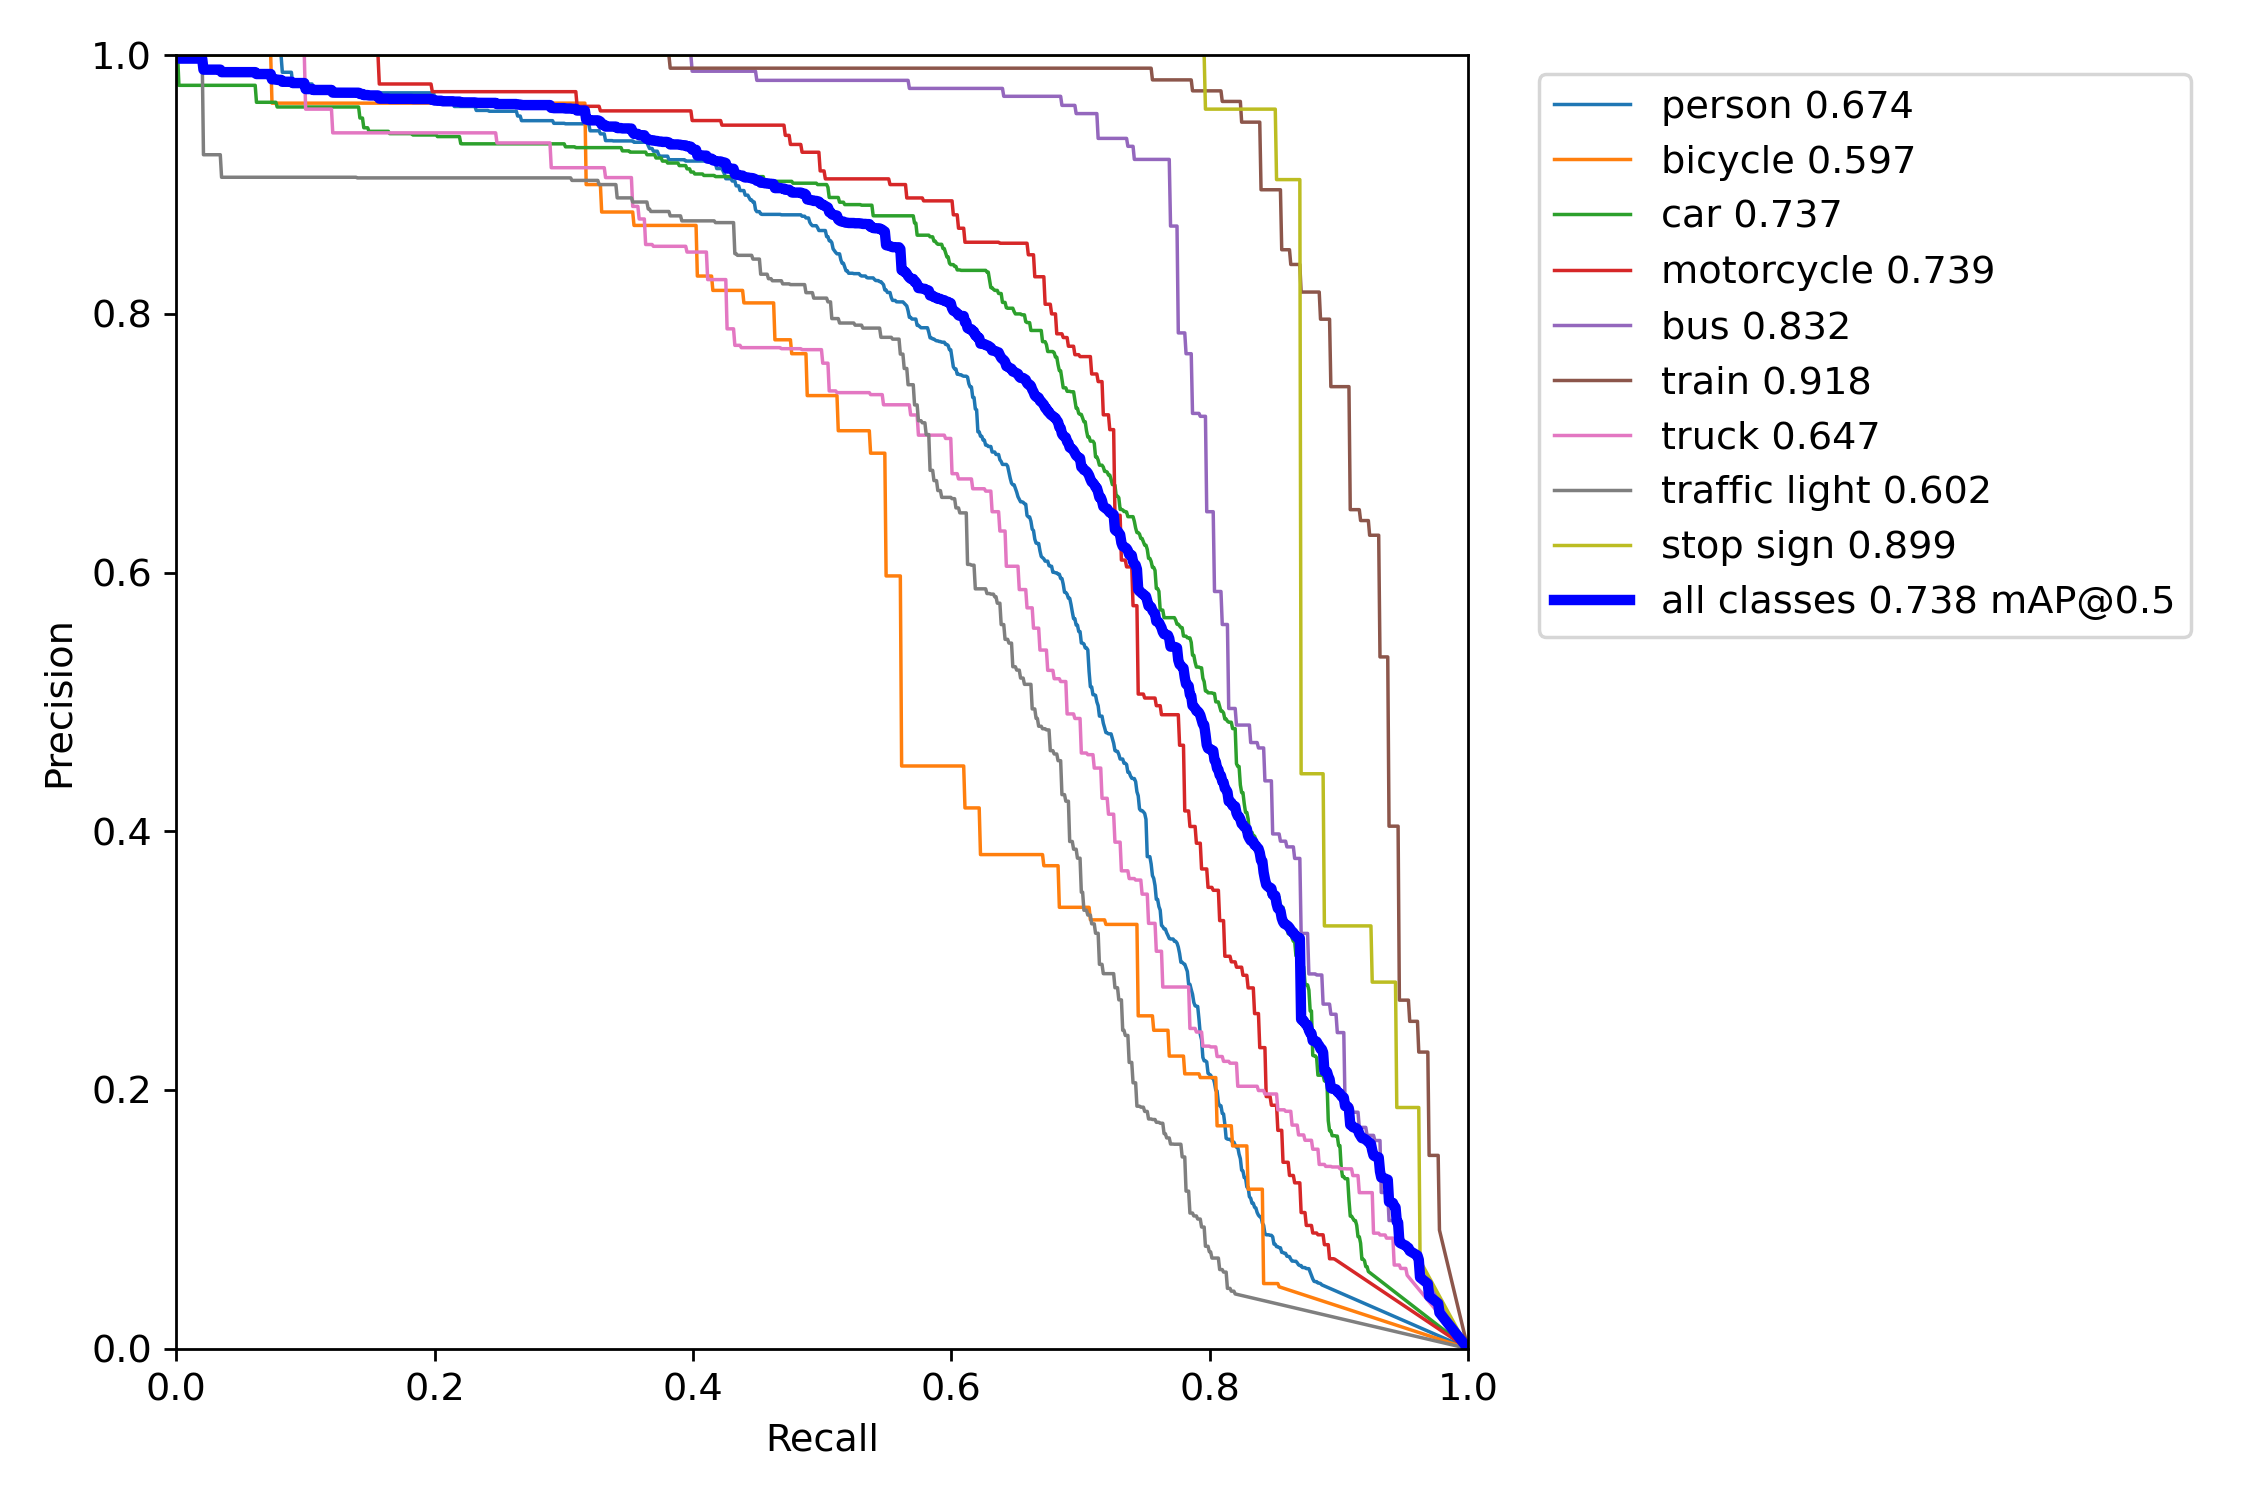 1.0
0.8
0.6
0.4
0.2
0.0
Precision
0.0 0.2 0.4 0.6 0.8 1.0
Recall
person 0.674
bicycle 0.597
car 0.737
motorcycle 0.739
bus 0.832
train 0.918
truck 0.647
traffic light 0.602
stop sign 0.899
all classes 0.738 mAP@0.5